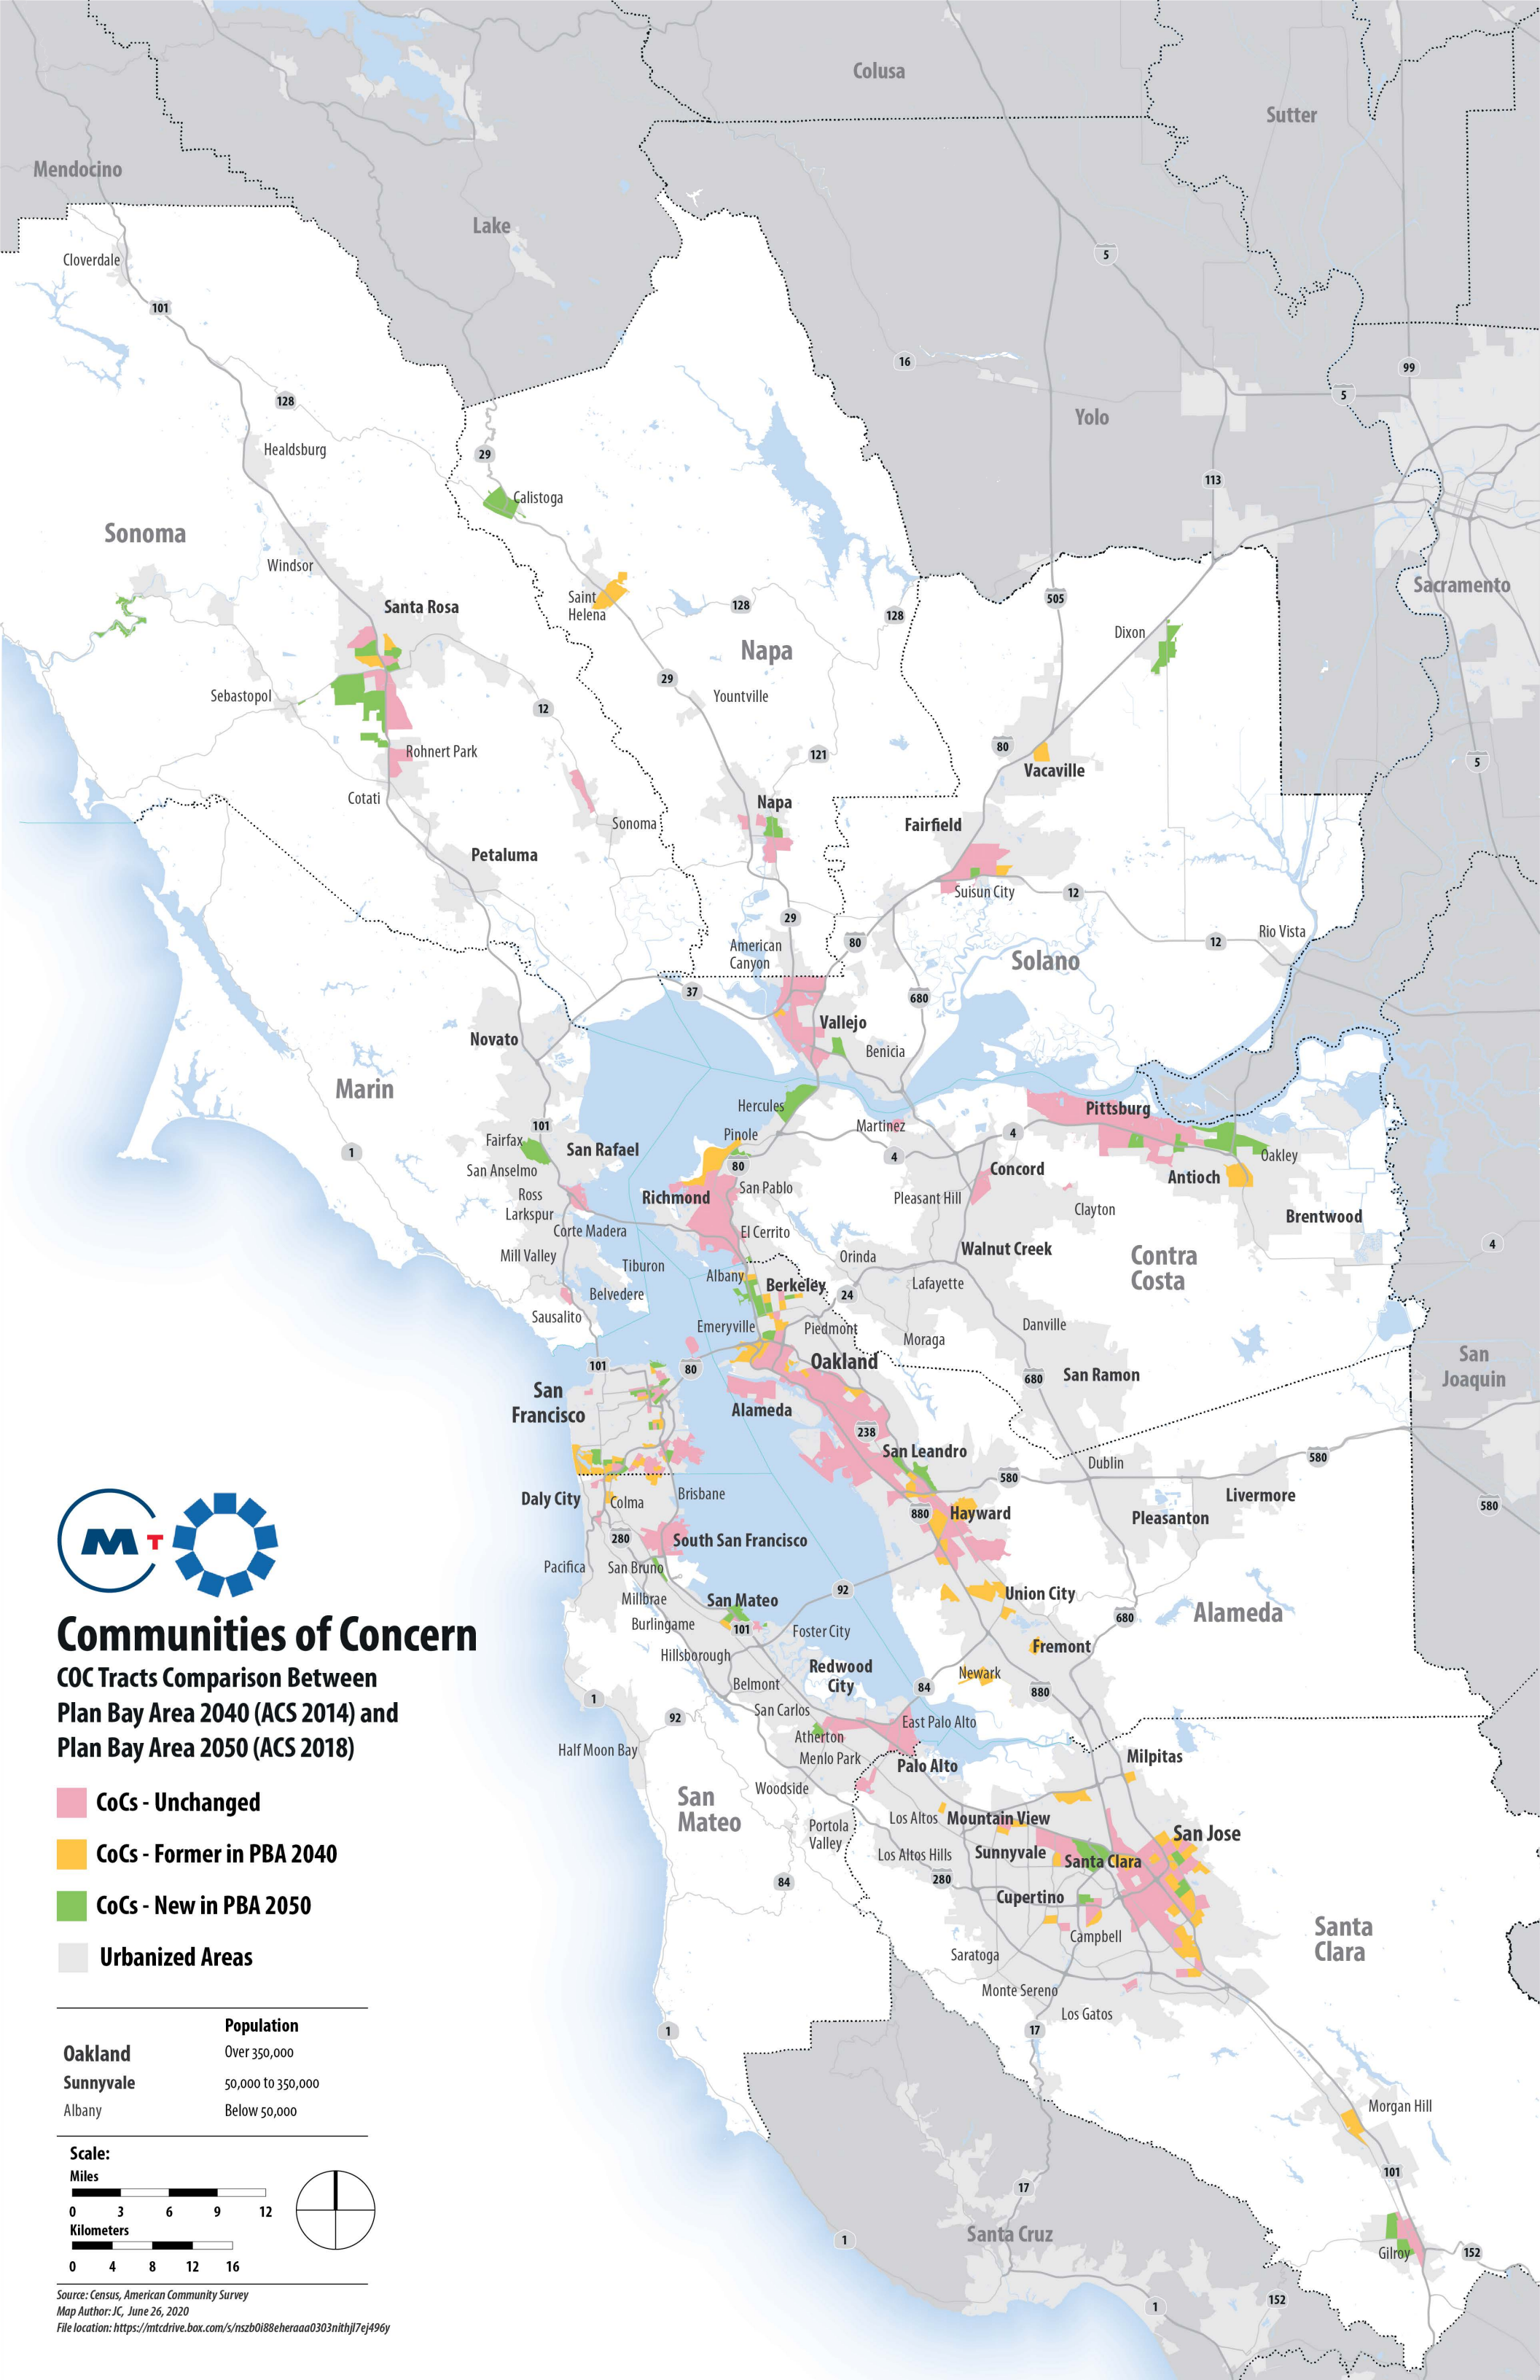 Colusa
Sutter
Mendocino
Lake
Cloverdale
5
101
16
99
5
128
Yolo
Healdsburg
29
113
Calistoga
Sonoma
Windsor
Sacramento
Saint
Helena
128
505
Santa Rosa
128
Dixon
Napa
29
Sebastopol
Yountville
12
80
Rohnert Park
121
5
Vacaville
Cotati
Napa
Sonoma
Fairfield
Petaluma
Suisun City
12
29
Rio Vista
80
12
American
Canyon
Solano
37
680
Vallejo
Novato
Benicia
Marin
Hercules
Pittsburg
101
Martinez
Pinole
4
Fairfax
1
San Rafael
4
Oakley
80
San Anselmo
Concord
Antioch
San Pablo
Ross
Richmond
Pleasant Hill
Clayton
Larkspur
Brentwood
Corte Madera
El Cerrito
4
Walnut Creek
Mill Valley
Orinda
Contra
Costa
Tiburon
Albany
Berkeley
Lafayette
Belvedere
24
Sausalito
Emeryville
Piedmont
Danville
Moraga
San
Joaquin
101
80
Oakland
680
San Ramon
San
Francisco
Alameda
238
San Leandro
580
Dublin
580
Daly City
Colma
Brisbane
Livermore
580
880
Hayward
Pleasanton
280
South San Francisco
Pacifica
San Bruno
92
Union City
Millbrae
San Mateo
Alameda
680
Burlingame
101
Foster City
Fremont
Hillsborough
Redwood
City
Newark
Belmont
84
880
1
San Carlos
92
East Palo Alto
Atherton
Half Moon Bay
Menlo Park
Milpitas
Palo Alto
Woodside
San
Mateo
Los Altos
Mountain View
Portola
Valley
San Jose
Los Altos Hills
Sunnyvale
Santa Clara
280
84
Cupertino
Santa
Clara
Campbell
Saratoga
Monte Sereno
Los Gatos
1
17
Morgan Hill
101
17
Santa Cruz
1
Gilroy
152
152
1
M T
Communities of Concern
COC Tracts Comparison Between
Plan Bay Area 2040 (ACS 2014) and
Plan Bay Area 2050 (ACS 2018)
CoCs - Unchanged
CoCs - Former in PBA 2040
CoCs - New in PBA 2050
Urbanized Areas
Population
Oakland Over 350,000
Sunnyvale 50,000 to 350,000
Albany Below 50,000
Scale:
Miles
0 3 6 9 12
Kilometers
0 4 8 12 16
Source: Census, American Community Survey
Map Author: JC, June 26, 2020
File location: https://mtcdrive.box.com/s/nszb0i88eheraaa0303nithjl7ej496y